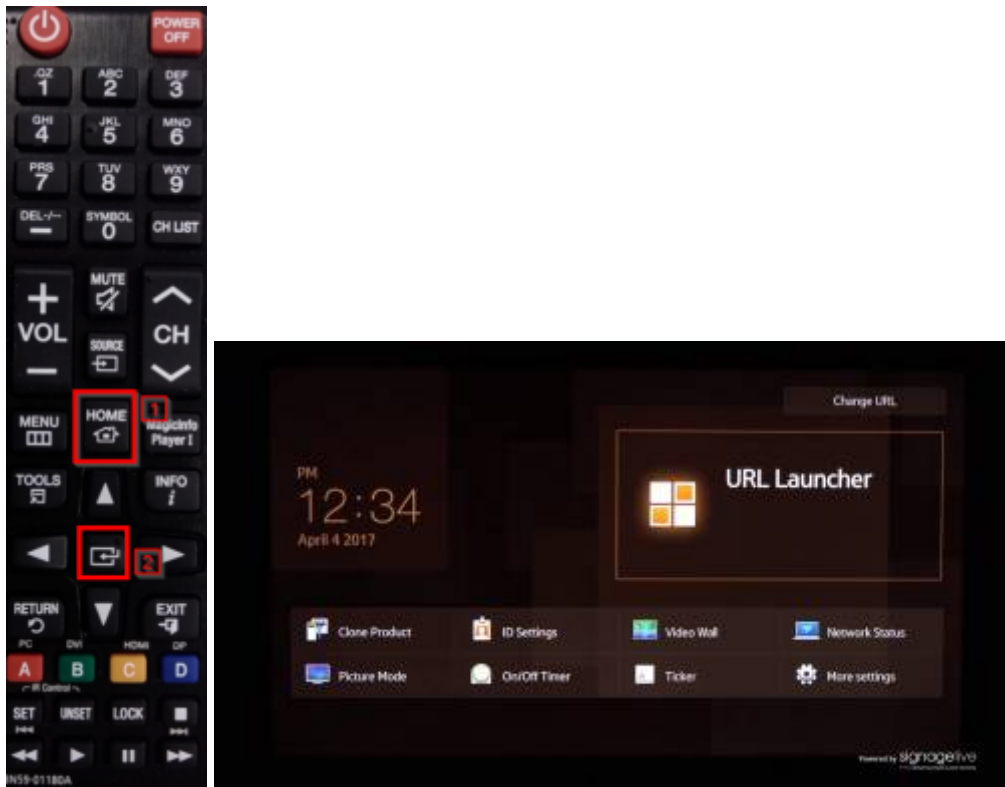 POWER
OFF
.QZ ABC DEF
1 2 3
GHI JKL MNO
4 5 6
PRS TUV WXY
7 8 9
DEL-/-- SYMBOL
0 CH LIST
MUTE
VOL CH
SOURCE
MENU HOME 1 MagicInfo
Player I
TOOLS INFO
i
2
RETURN EXIT
PC DVI HDMI DP
A B C D
IR Control
SET UNSET LOCK
BN59-01180A
Change URL
URL Launcher
PM
12:34
April 4 2017
Clone Product ID Settings Video Wall Network Status
Picture Mode On/Off Timer Ticker More settings
Powered by signagelive